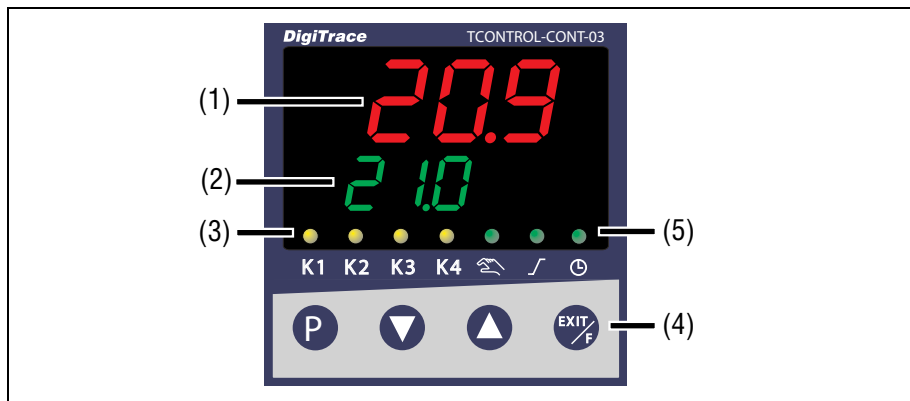 DigiTrace TCONTROL-CONT-03
(1) 20.9
(2) 21.0
(3) (5)
K1 K2 K3 K4
P EXIT/F (4)